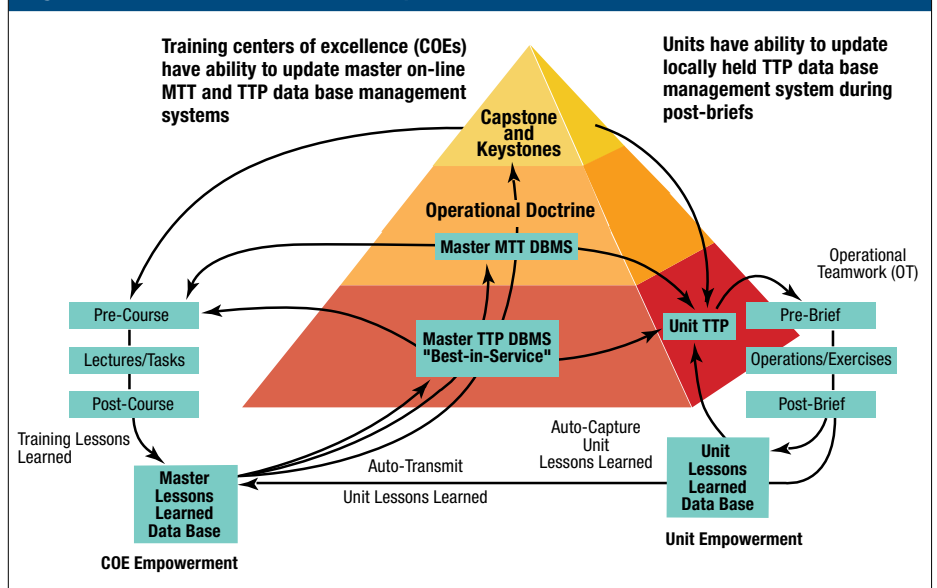 Training centers of excellence (COEs)
have ability to update master on-line
MTT and TTP data base management
systems
Units have ability to update
locally held TTP data base
management system during
post-briefs
Capstone
and
Keystones
Operational Doctrine
Master MTT DBMS
Operational
Teamwork (OT)
Pre-Course
Lectures/Tasks
Post-Course
Master TTP DBMS
"Best-in-Service"
Unit TTP
Pre-Brief
Operations/Exercises
Post-Brief
Training Lessons
Learned
Auto-Capture
Unit
Lessons Learned
Auto-Transmit
Unit Lessons Learned
Master
Lessons
Learned
Data Base
Unit
Lessons
Learned
Data Base
COE Empowerment
Unit Empowerment